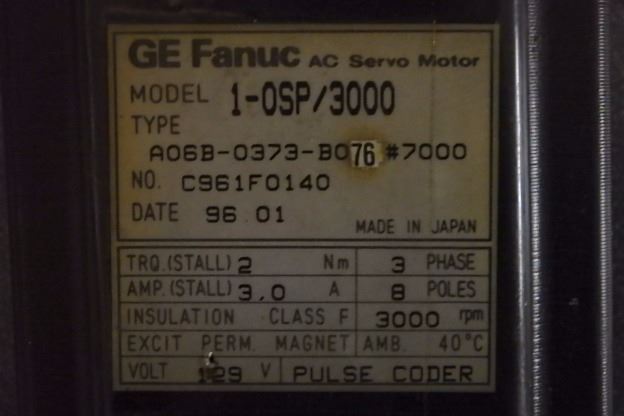 GE Fanuc AC Servo Motor
MODEL 1-0SP/3000
TYPE
A06B-0373-B076 #7000
NO. C961F0140
DATE 96.01
MADE IN JAPAN
TRQ.(STALL) 2 Nm 3 PHASE
AMP.(STALL) 3.0 A 8 POLES
INSULATION CLASS F 3000 rpm
EXCIT PERM. MAGNET AMB. 40°C
VOLT 129 V PULSE CODER